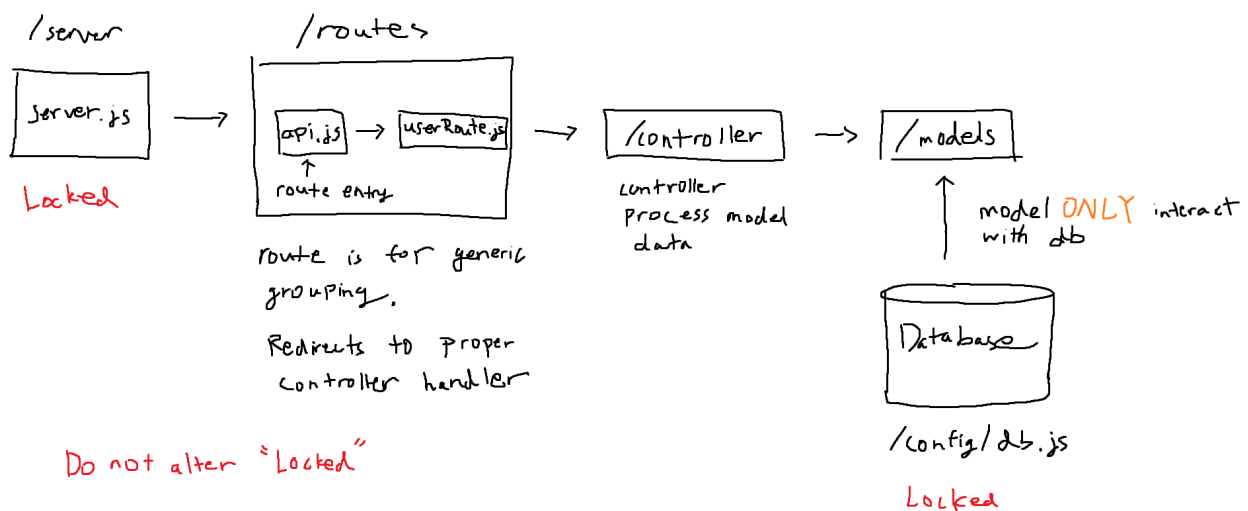 /server
server.js
Locked
/routes
api.js
userRoute.js
route entry
route is for generic
grouping.
Redirects to proper
controller handler
/controller
controller
process model
data
/models
model ONLY interact
with db
Database
/config/db.js
Locked
Do not alter "Locked"